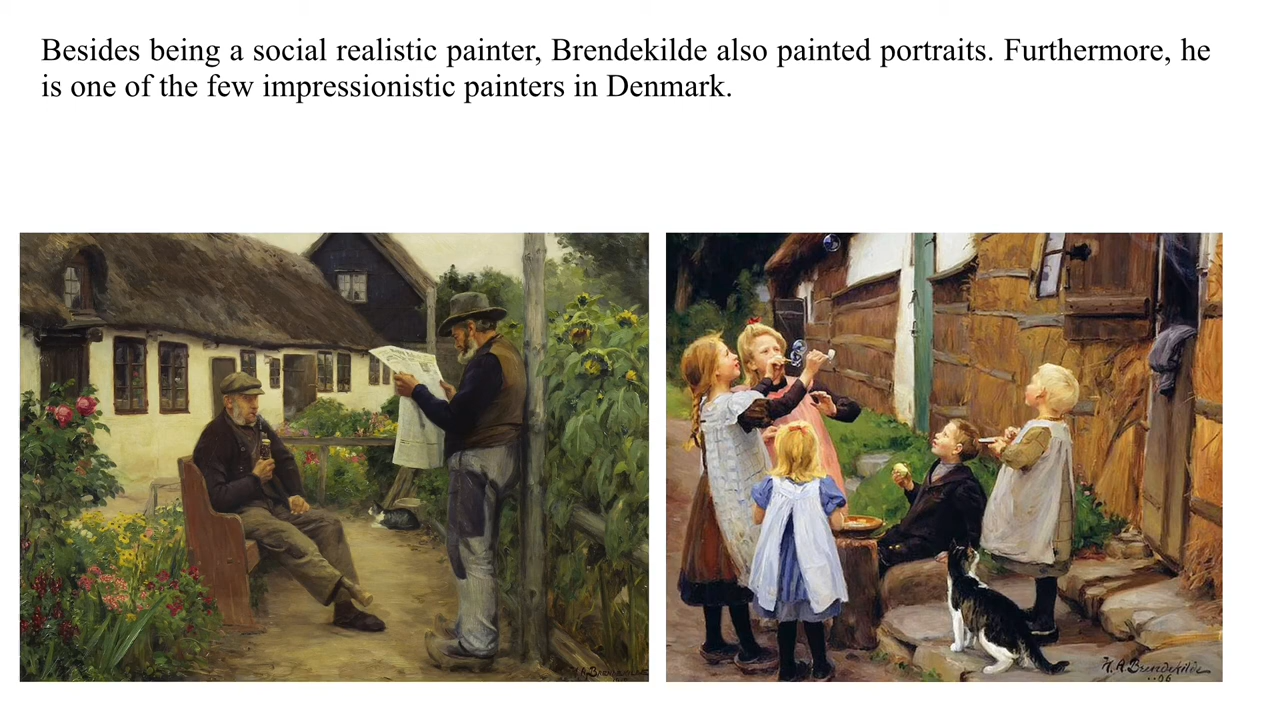 Besides being a social realistic painter, Brendekilde also painted portraits. Furthermore, he
is one of the few impressionistic painters in Denmark.
H. A. Brendekilde